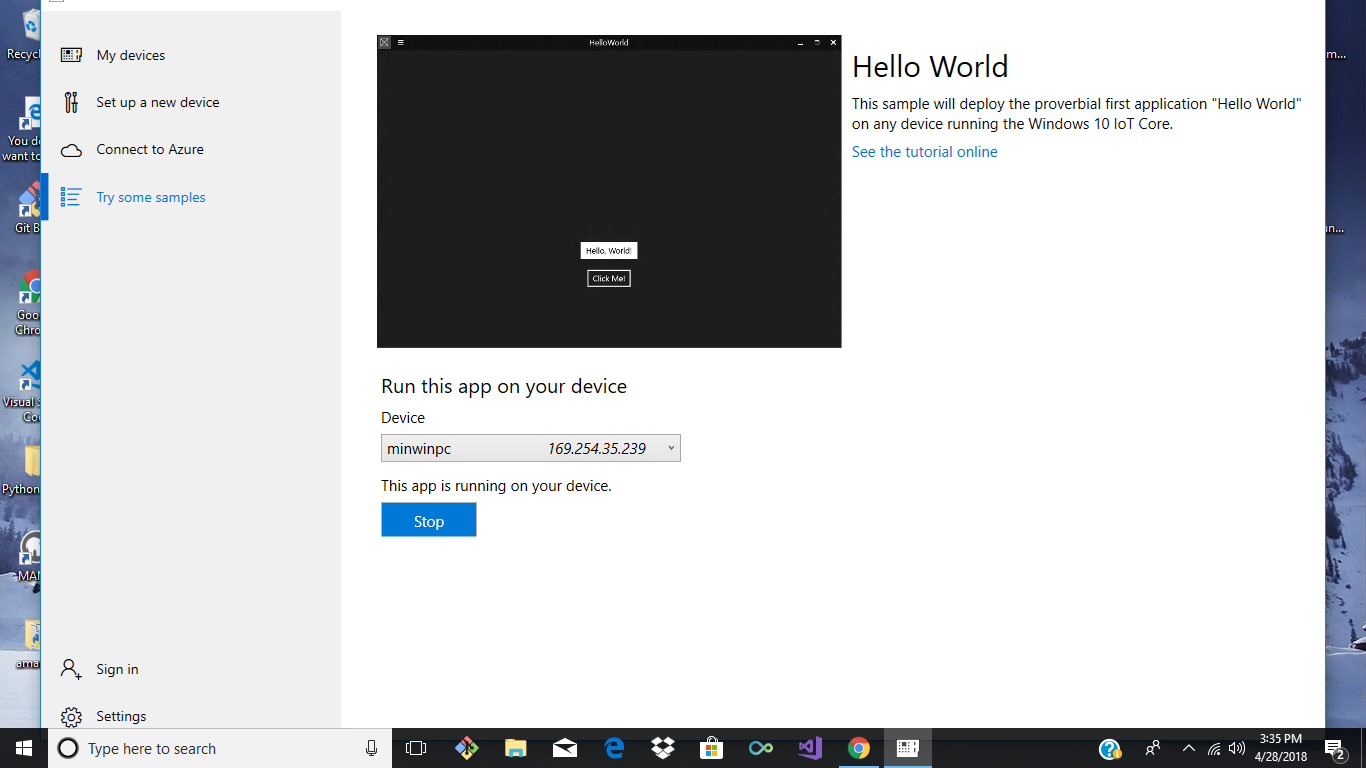 My devices
Set up a new device
Connect to Azure
Try some samples
Sign in
Settings
HelloWorld
Hello, World!
Click Me!
Hello World
This sample will deploy the proverbial first application "Hello World"
on any device running the Windows 10 IoT Core.
See the tutorial online
Run this app on your device
Device
minwinpc 169.254.35.239
This app is running on your device.
Stop
Git B
Goo
Chro
Visual S
Co
Python
MAN
ama
Recyc
You d
want to
m...
Type here to search
3:35 PM
4/28/2018
2